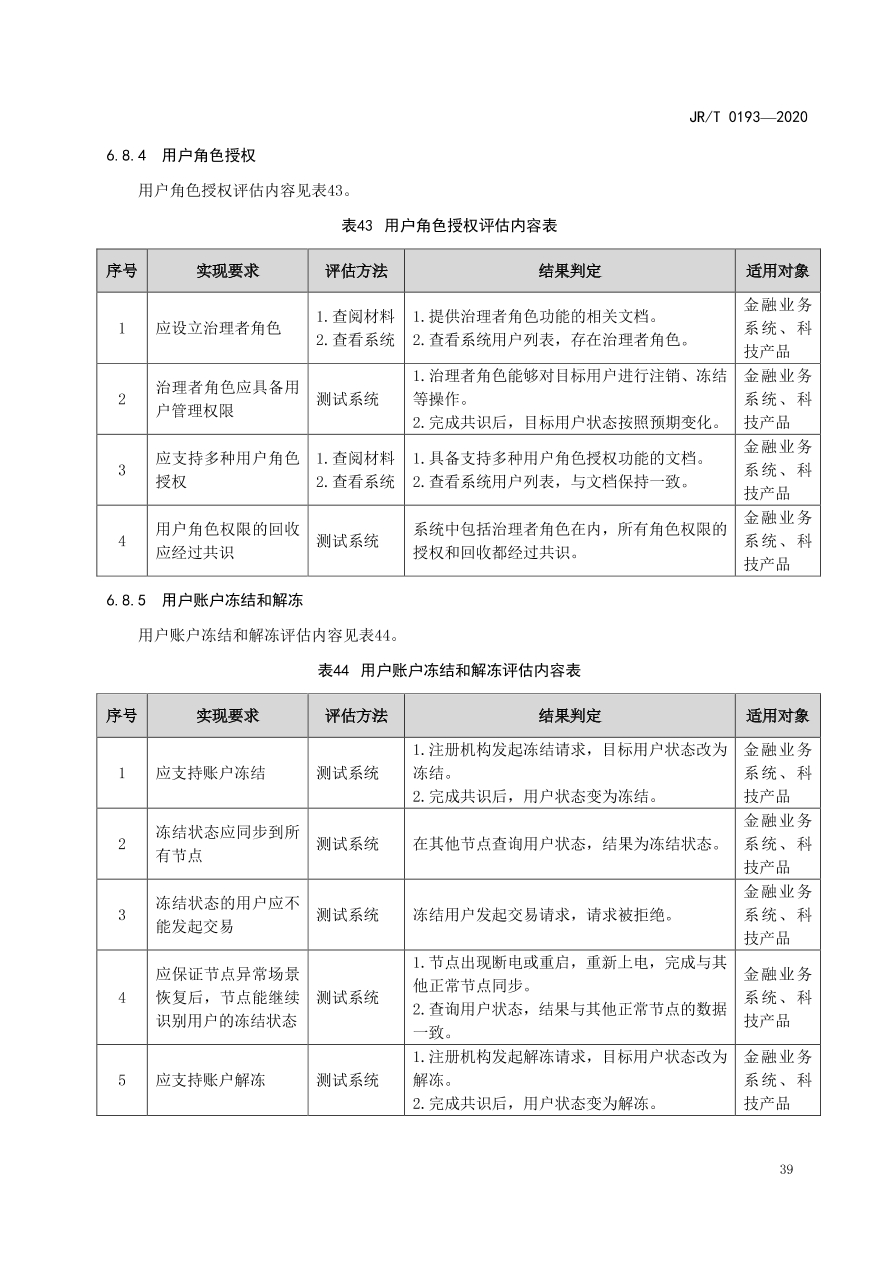 JR/T 0193—2020
6.8.4 用户角色授权
用户角色授权评估内容见表43。
表43 用户角色授权评估内容表
序号 实现要求 评估方法 结果判定 适用对象
1
应设立治理者角色
1.查阅材料
2.查看系统
1.提供治理者角色功能的相关文档。
2.查看系统用户列表，存在治理者角色。
金融业务
系统、科
技产品
2
治理者角色应具备用
户管理权限
测试系统
1.治理者角色能够对目标用户进行注销、冻结
等操作。
2.完成共识后，目标用户状态按照预期变化。
金融业务
系统、科
技产品
3
应支持多种用户角色
授权
1.查阅材料
2.查看系统
1.具备支持多种用户角色授权功能的文档。
2.查看系统用户列表，与文档保持一致。
金融业务
系统、科
技产品
4
用户角色权限的回收
应经过共识
测试系统
系统中包括治理者角色在内，所有角色权限的
授权和回收都经过共识。
金融业务
系统、科
技产品
6.8.5 用户账户冻结和解冻
用户账户冻结和解冻评估内容见表44。
表44 用户账户冻结和解冻评估内容表
序号 实现要求 评估方法 结果判定 适用对象
1
应支持账户冻结
测试系统
1.注册机构发起冻结请求，目标用户状态改为
冻结。
2.完成共识后，用户状态变为冻结。
金融业务
系统、科
技产品
2
冻结状态应同步到所
有节点
测试系统
在其他节点查询用户状态，结果为冻结状态。
金融业务
系统、科
技产品
3
冻结状态的用户应不
能发起交易
测试系统
冻结用户发起交易请求，请求被拒绝。
金融业务
系统、科
技产品
4
应保证节点异常场景
恢复后，节点能继续
识别用户的冻结状态
测试系统
1.节点出现断电或重启，重新上电，完成与其
他正常节点同步。
2.查询用户状态，结果与其他正常节点的数据
一致。
金融业务
系统、科
技产品
5
应支持账户解冻
测试系统
1.注册机构发起解冻请求，目标用户状态改为
解冻。
2.完成共识后，用户状态变为解冻。
金融业务
系统、科
技产品
39